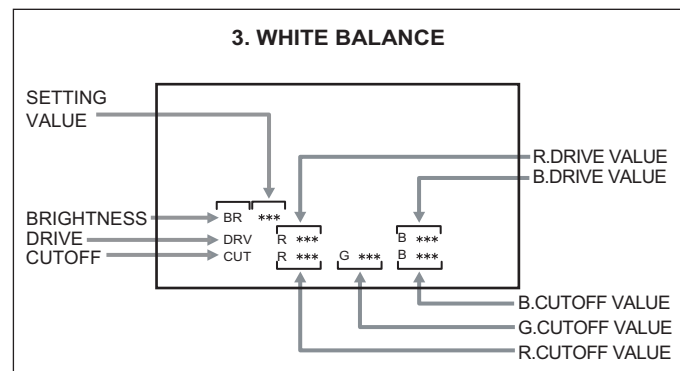 3. WHITE BALANCE
SETTING
VALUE
R.DRIVE VALUE
B.DRIVE VALUE
BRIGHTNESS BR ***
DRIVE DRV R *** B ***
CUTOFF CUT R *** G *** B ***
B.CUTOFF VALUE
G.CUTOFF VALUE
R.CUTOFF VALUE